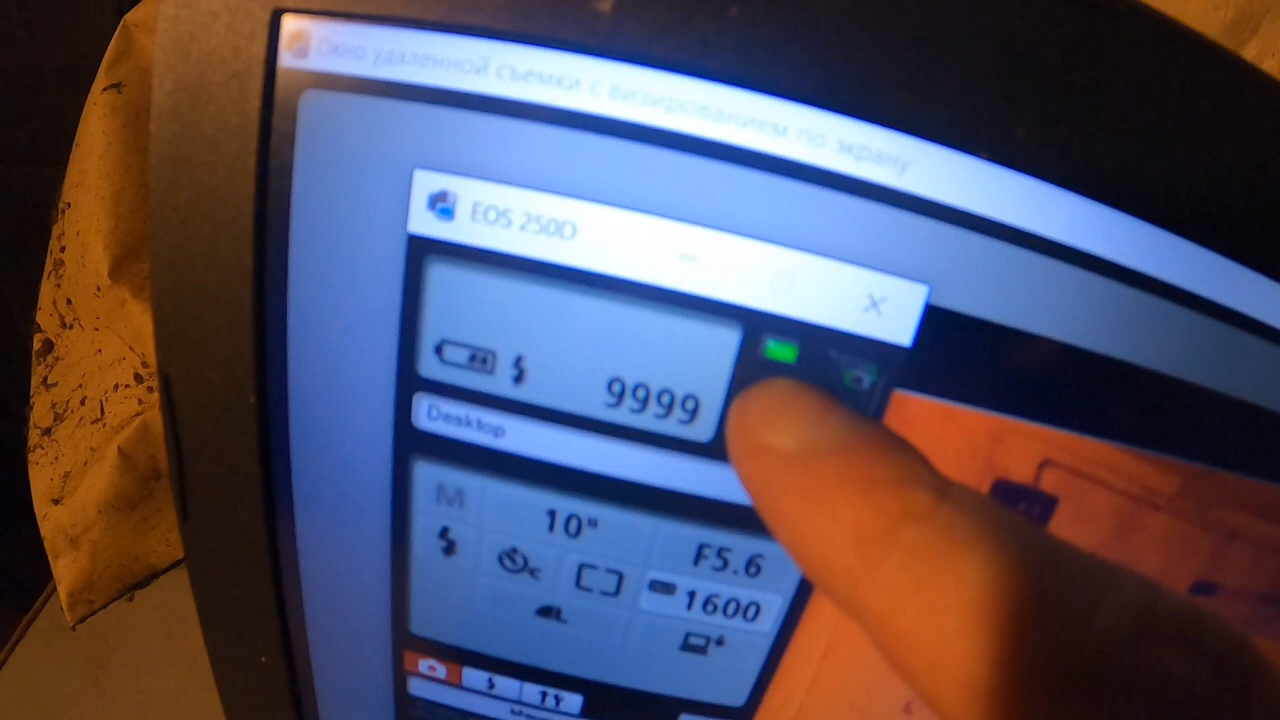 Окно удаленной съемки с визированием по экрану
EOS 250D
9999
Desktop
M
10"
F5.6
1600
L